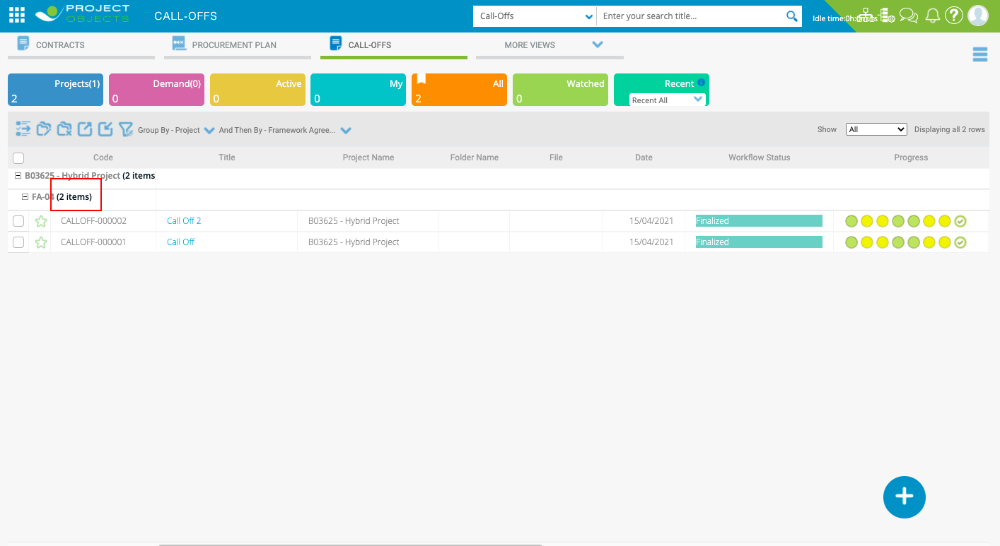 PROJECT
OBJECTS
CALL-OFFS
Call-Offs
Enter your search title...
Idle time:0h:
CONTRACTS
PROCUREMENT PLAN
CALL-OFFS
MORE VIEWS
Projects(1)
2
Demand(0)
0
Active
0
My
0
All
2
Watched
0
Recent
Recent All
Group By - Project
And Then By - Framework Agree...
Show
All
Displaying all 2 rows
Code Title Project Name Folder Name File Date Workflow Status Progress
B03625 - Hybrid Project (2 items
FA-04 (2 items)
CALLOFF-000002 Call Off 2 B03625 - Hybrid Project 15/04/2021 Finalized
CALLOFF-000001 Call Off B03625 - Hybrid Project 15/04/2021 Finalized